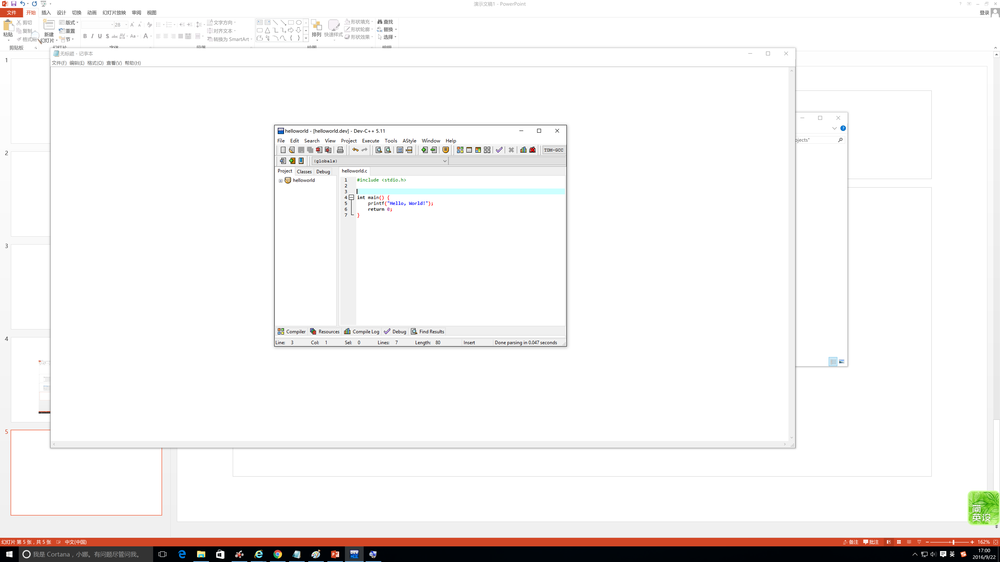 演示文稿1 - PowerPoint
文件 开始 插入 设计 切换 动画 幻灯片放映 审阅 视图 登录
粘贴 剪切 复制 格式刷 剪贴板
新建 幻灯片 版式 重置 节 幻灯片
28
B I U S abc AV Aa A 字体
文字方向 对齐文本 转换为 SmartArt 段落
排列 快速样式 形状填充 形状轮廓 形状效果 绘图
查找 替换 选择 编辑
无标题 - 记事本
文件(F) 编辑(E) 格式(O) 查看(V) 帮助(H)
ojects"
helloworld - [helloworld.dev] - Dev-C++ 5.11
File Edit Search View Project Execute Tools AStyle Window Help
TDM-GCC
(globals)
Project Classes Debug helloworld.c
helloworld
1 #include <stdio.h>
2
3
4 int main() {
5 printf("Hello, World!");
6 return 0;
7 }
Compiler Resources Compile Log Debug Find Results
Line: 3 Col: 1 Sel: 0 Lines: 7 Length: 80 Insert Done parsing in 0.047 seconds
1
2
3
4
5
简
英设
幻灯片 第 5 张，共 5 张 中文(中国) 备注 批注 162%
我是 Cortana，小娜。有问题尽管问我。
DEV
英
17:00
2016/9/22